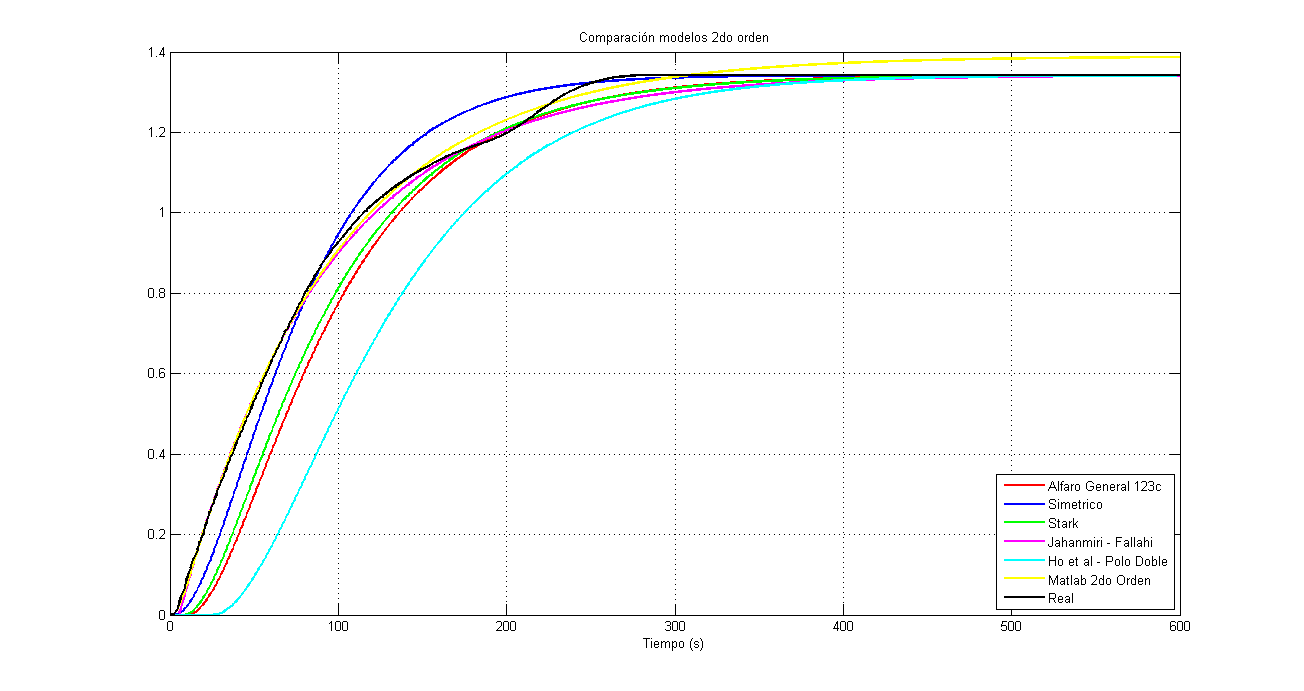 Comparación modelos 2do orden
1.4
1.2
1
0.8
0.6
0.4
0.2
0
0 100 200 300 400 500 600
Tiempo (s)
Alfaro General 123c
Simetrico
Stark
Jahanmiri - Fallahi
Ho et al - Polo Doble
Matlab 2do Orden
Real